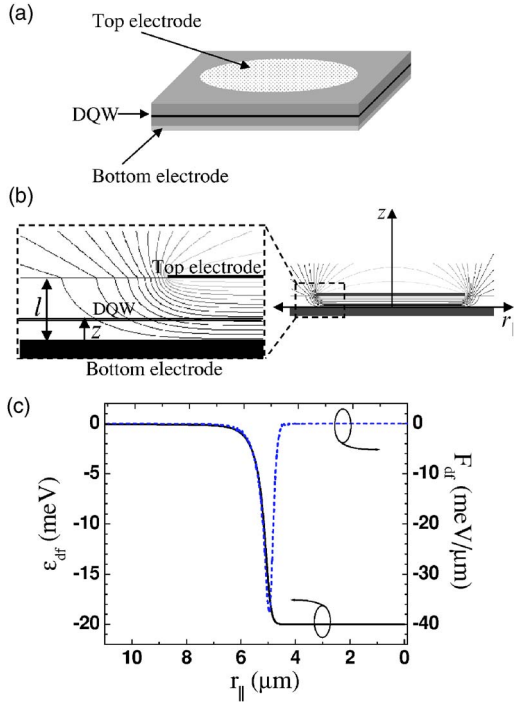 (a)
Top electrode
DQW
Bottom electrode
(b)
z
Top electrode
l
DQW
z
r||
Bottom electrode
(c)
0
-5
-10
-15
-20
ε_df (meV)
0
-10
-20
-30
-40
F_df (meV/μm)
10 8 6 4 2 0
r|| (μm)